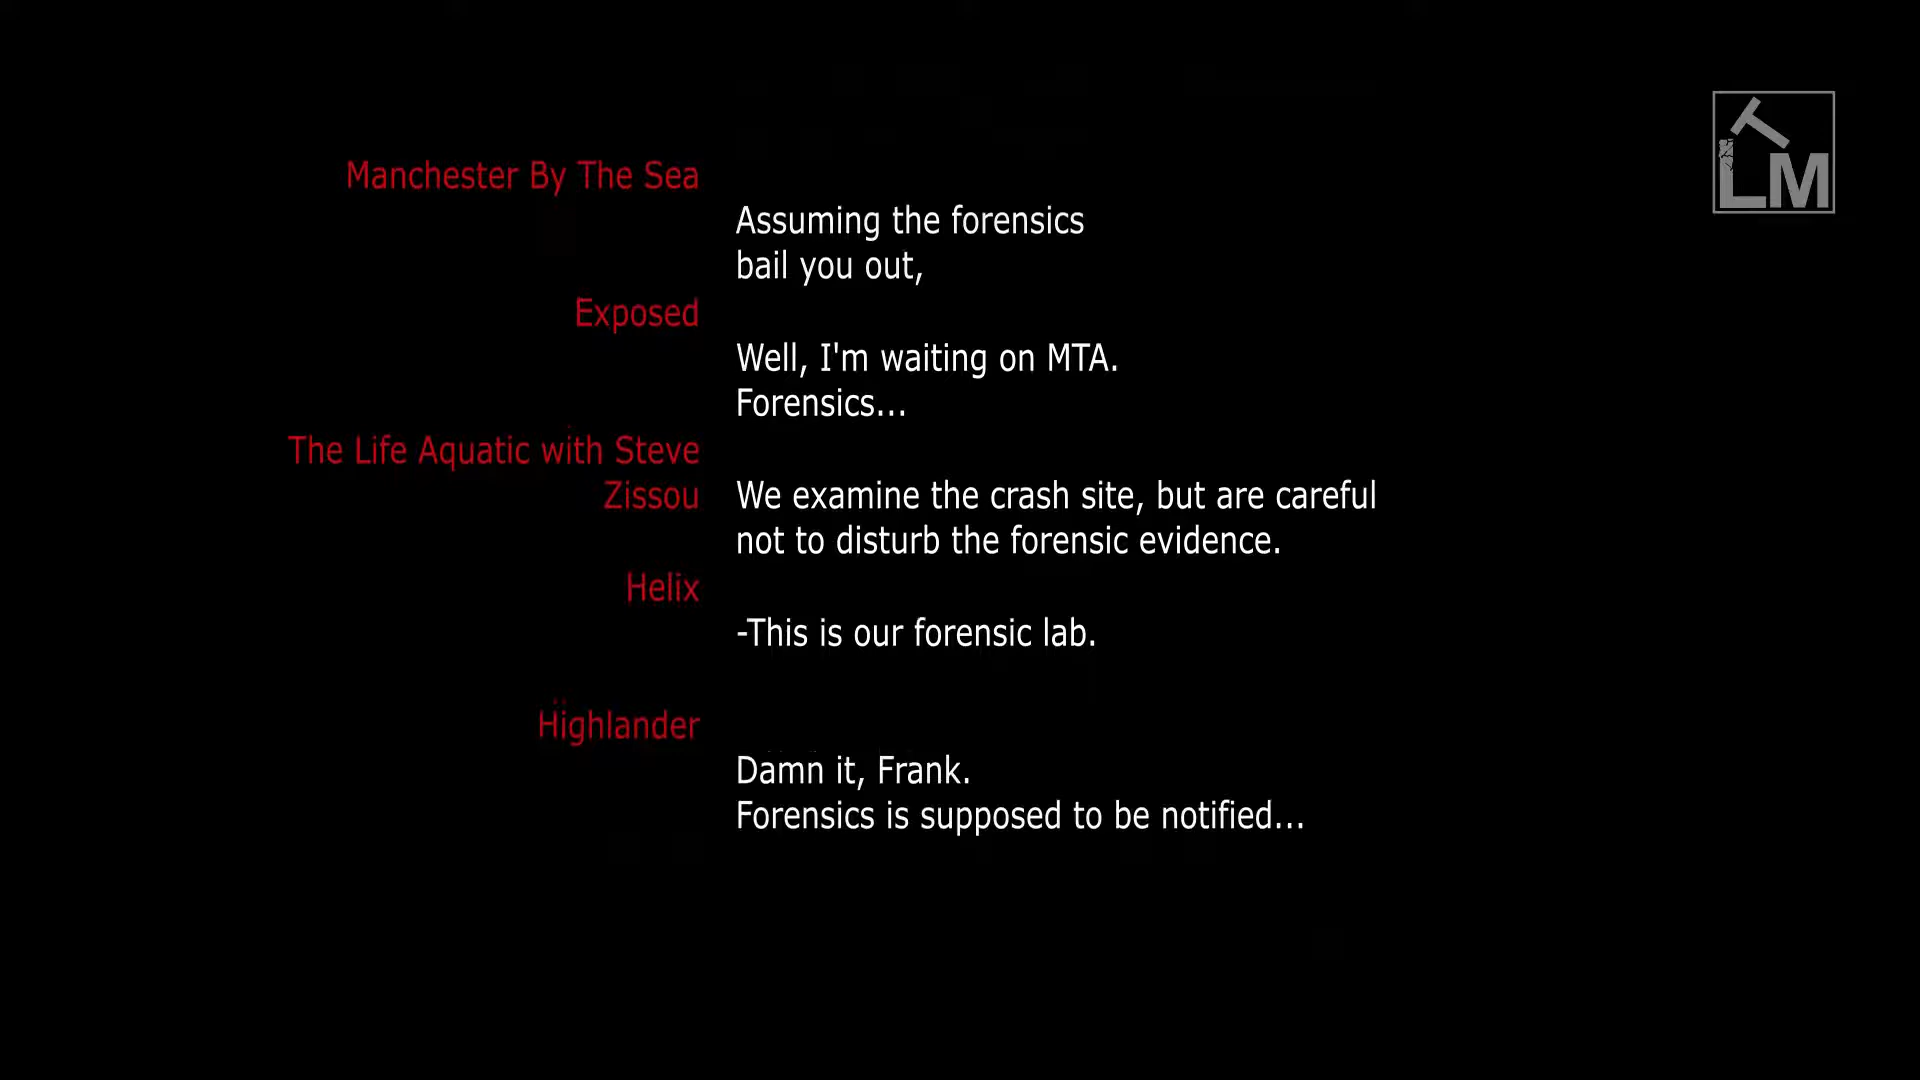 Manchester By The Sea
Assuming the forensics
bail you out,
Exposed
Well, I'm waiting on MTA.
Forensics...
The Life Aquatic with Steve
Zissou
We examine the crash site, but are careful
not to disturb the forensic evidence.
Helix
-This is our forensic lab.
Highlander
Damn it, Frank.
Forensics is supposed to be notified...
LTM